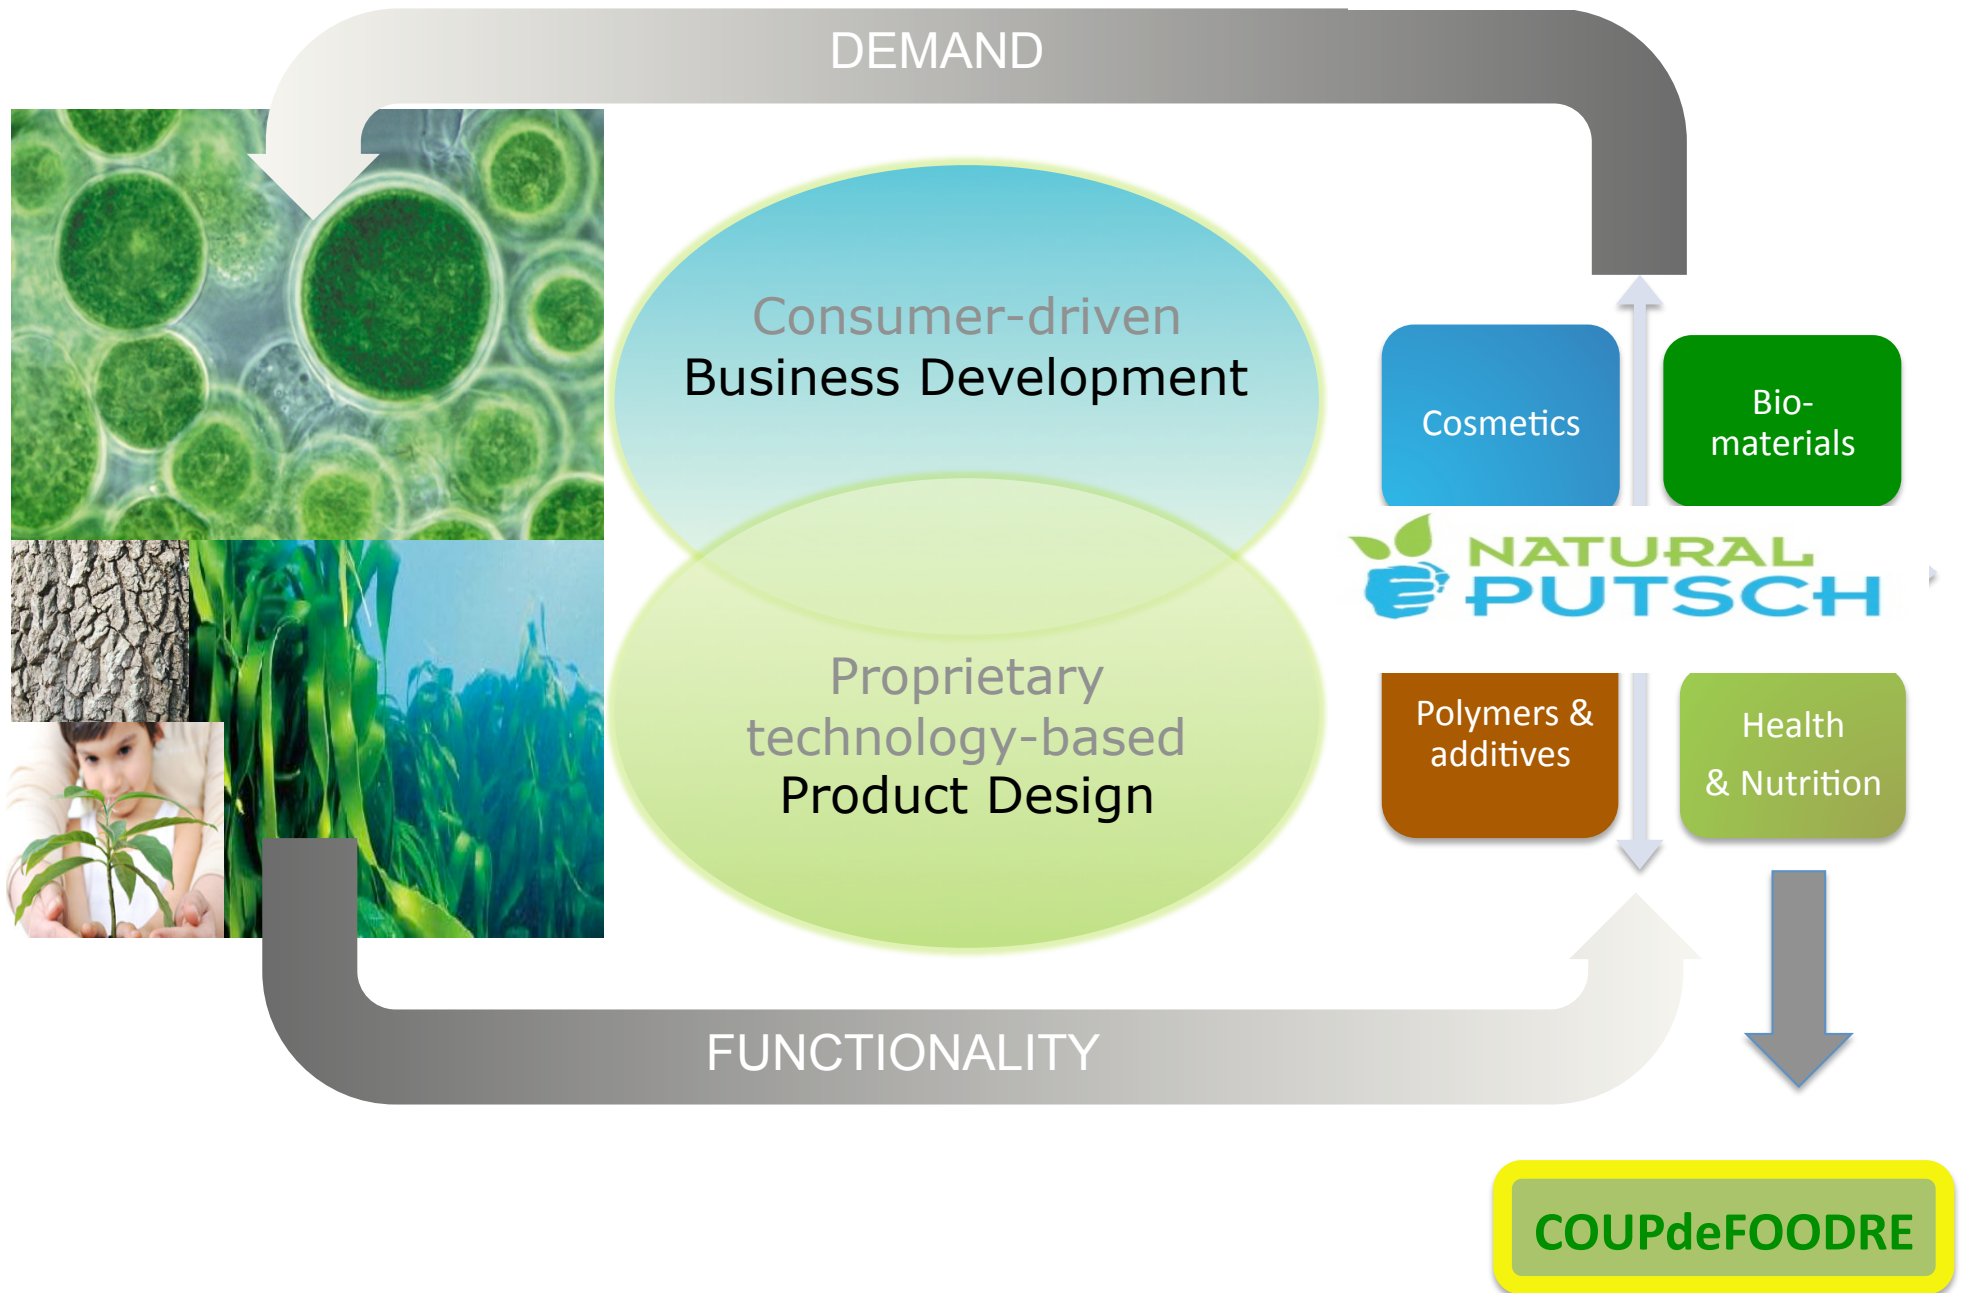 DEMAND
Consumer-driven
Business Development
Cosmetics
Bio-
materials
NATURAL
PUTSCH
Proprietary
technology-based
Product Design
Polymers &
additives
Health
& Nutrition
FUNCTIONALITY
COUPdeFOODRE